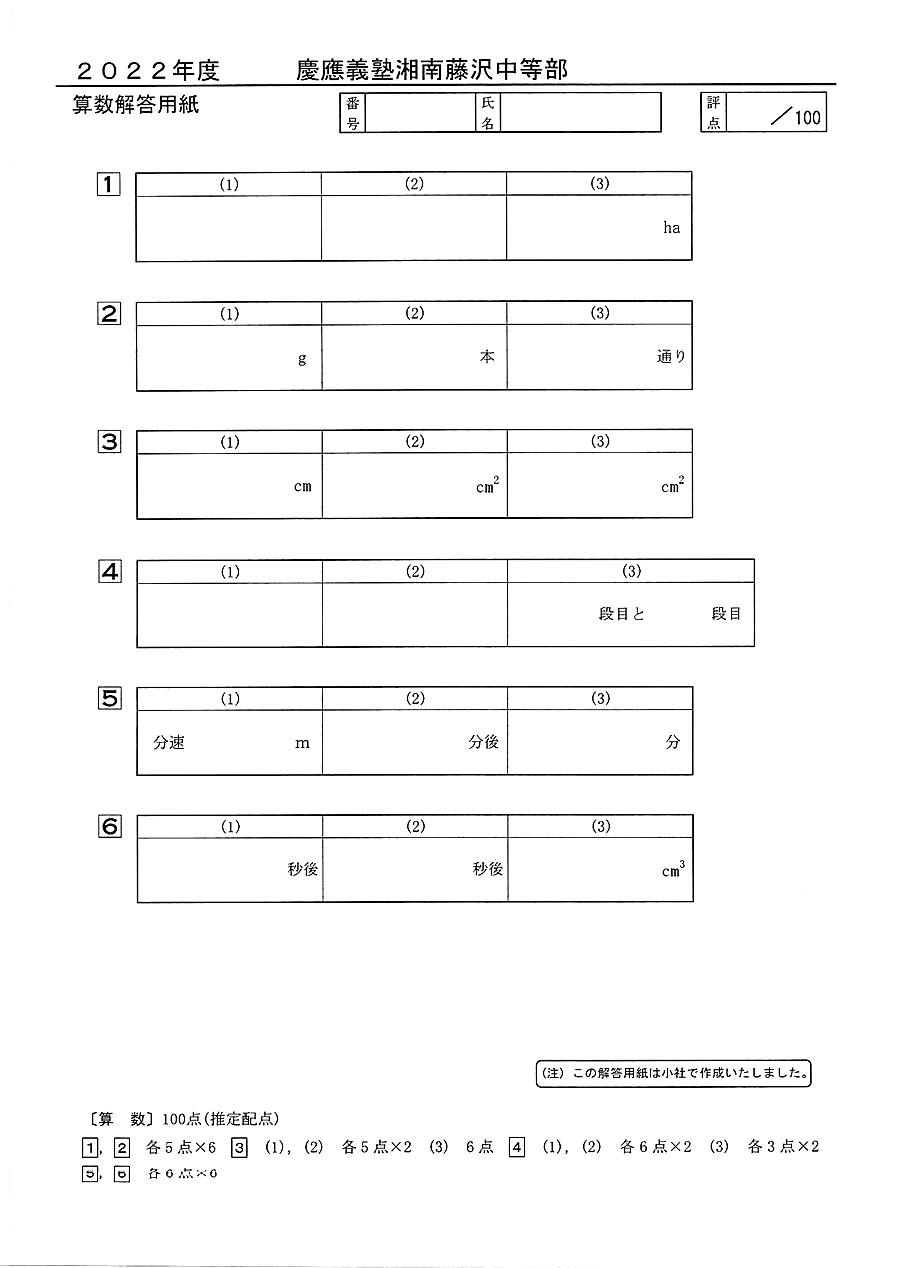 2022年度 慶應義塾湘南藤沢中等部
算数解答用紙 番号 氏名 評点 ／100
1 (1) (2) (3)
ha
2 (1) (2) (3)
g 本 通り
3 (1) (2) (3)
cm cm² cm²
4 (1) (2) (3)
段目と 段目
5 (1) (2) (3)
分速 m 分後 分
6 (1) (2) (3)
秒後 秒後 cm³
(注) この解答用紙は小社で作成いたしました。
〔算 数〕100点(推定配点)
1, 2 各5点×6 3 (1), (2) 各5点×2 (3) 6点 4 (1), (2) 各6点×2 (3) 各3点×2
5, 6 各6点×6